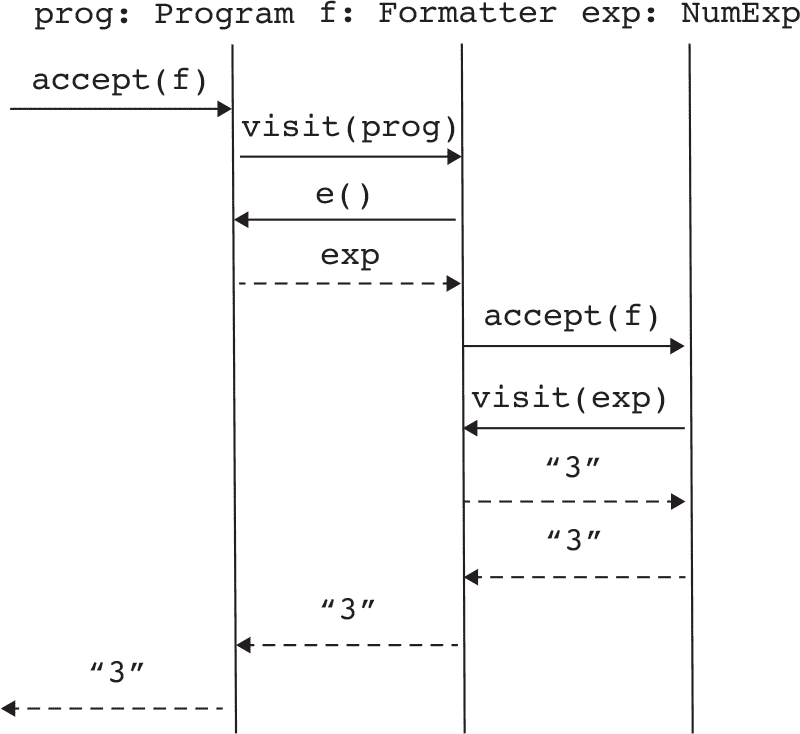 prog: Program f: Formatter exp: NumExp
accept(f)
visit(prog)
e()
exp
accept(f)
visit(exp)
“3”
“3”
“3”
“3”